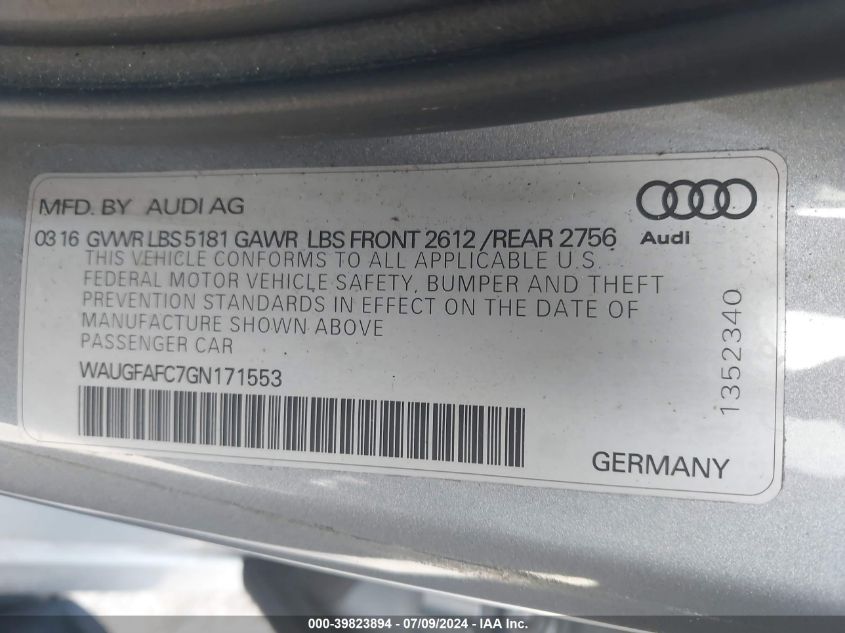 MFD. BY AUDI AG
03 16 GVWR LBS 5181 GAWR LBS FRONT 2612 /REAR 2756
Audi
THIS VEHICLE CONFORMS TO ALL APPLICABLE U.S.
FEDERAL MOTOR VEHICLE SAFETY, BUMPER AND THEFT
PREVENTION STANDARDS IN EFFECT ON THE DATE OF
MANUFACTURE SHOWN ABOVE
PASSENGER CAR
WAUGFAFC7GN171553
1352340
GERMANY
000-39823894 / 07/09/2024 / IAA, Inc.